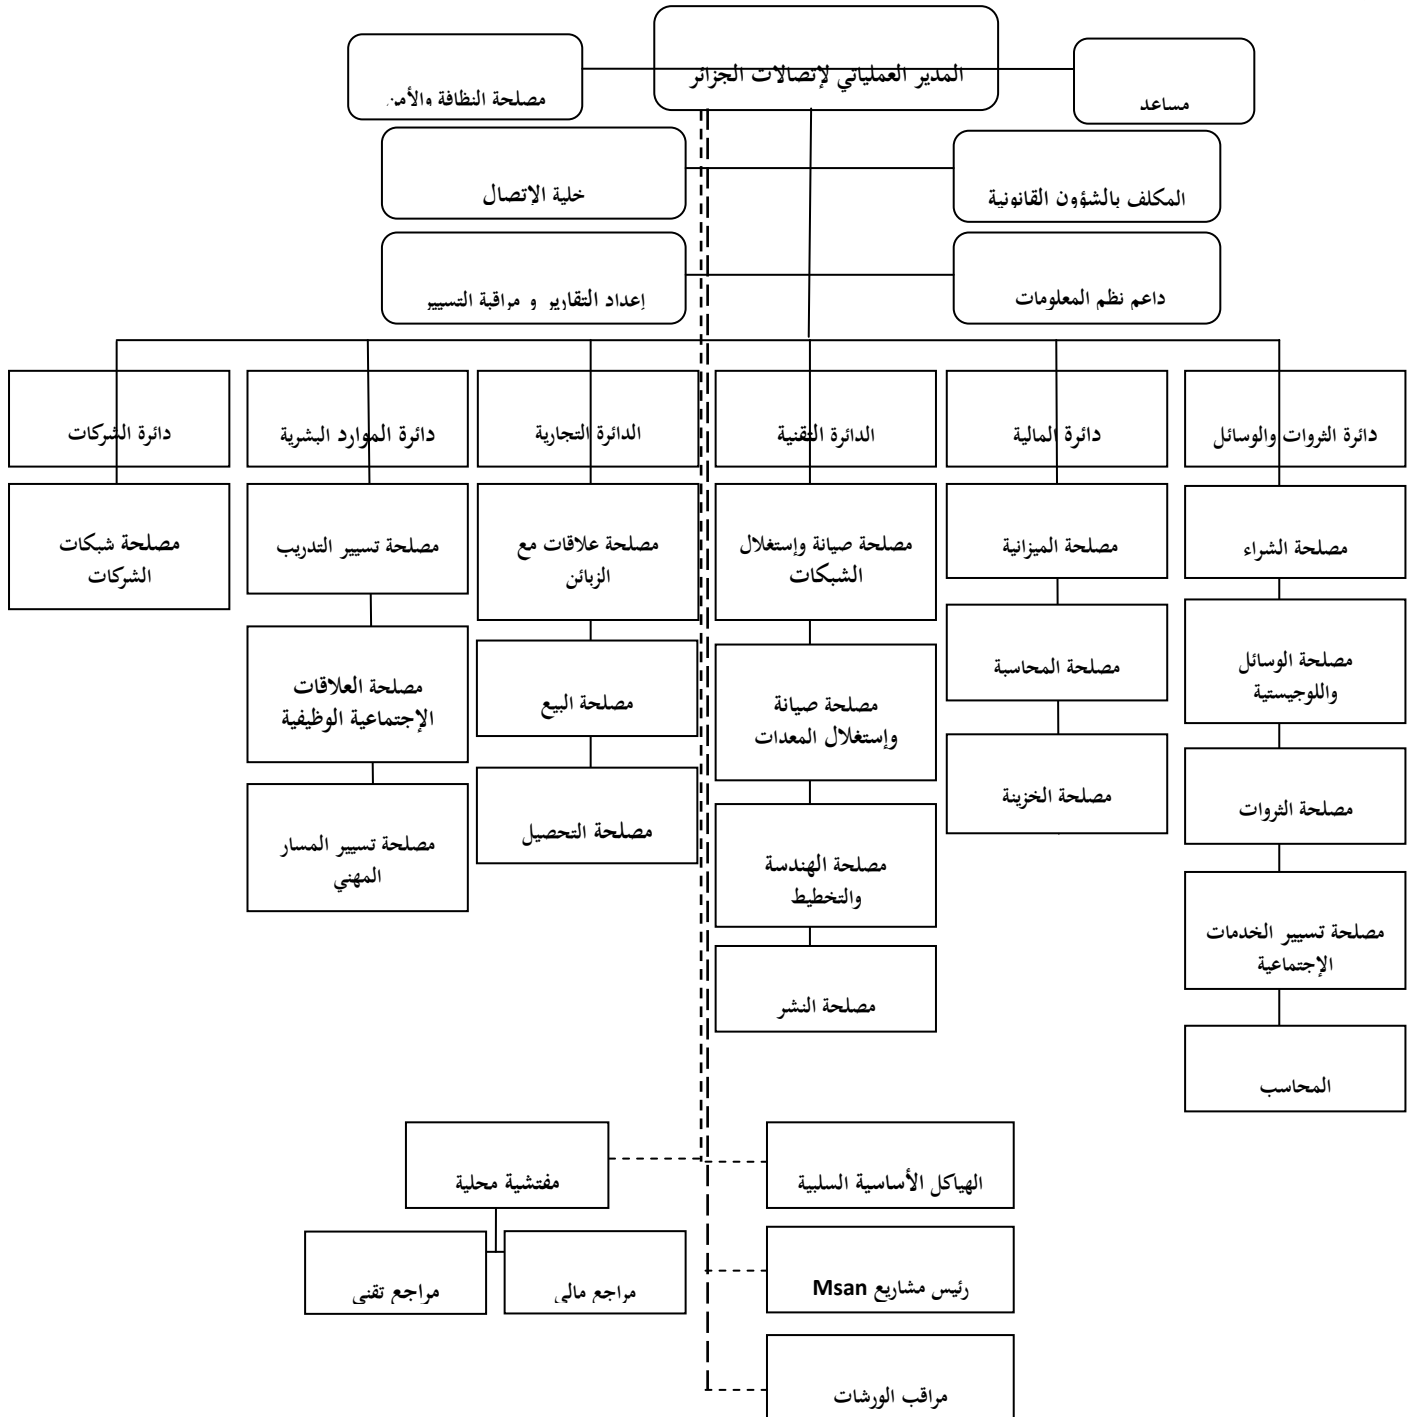 المدير العملياتي لإتصالات الجزائر
مساعد
مصلحة النظافة والأمن
المكلف بالشؤون القانونية
خلية الإتصال
داعم نظم المعلومات
إعداد التقارير و مراقبة التسيير
دائرة الثروات والوسائل
دائرة المالية
الدائرة التقنية
الدائرة التجارية
دائرة الموارد البشرية
دائرة الشركات
مصلحة الشراء
مصلحة الوسائل
واللوجيستية
مصلحة الثروات
مصلحة تسيير الخدمات
الإجتماعية
المحاسب
مصلحة الميزانية
مصلحة المحاسبة
مصلحة الخزينة
مصلحة صيانة وإستغلال
الشبكات
مصلحة صيانة
وإستغلال المعدات
مصلحة الهندسة
والتخطيط
مصلحة النشر
مصلحة علاقات مع
الزبائن
مصلحة البيع
مصلحة التحصيل
مصلحة تسيير التدريب
مصلحة العلاقات
الإجتماعية الوظيفية
مصلحة تسيير المسار
المهني
مصلحة شبكات
الشركات
الهياكل الأساسية السلبية
رئيس مشاريع Msan
مراقب الورشات
مفتشية محلية
مراجع مالي
مراجع تقني